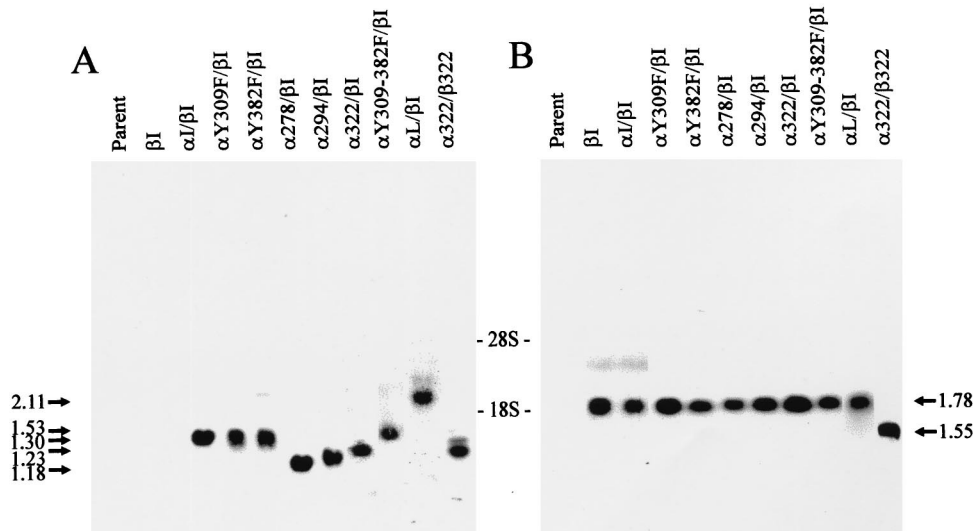 A
Parent
βI
αI/βI
αY309F/βI
αY382F/βI
α278/βI
α294/βI
α322/βI
αY309-382F/βI
αL/βI
α322/β322
B
Parent
βI
αI/βI
αY309F/βI
αY382F/βI
α278/βI
α294/βI
α322/βI
αY309-382F/βI
αL/βI
α322/β322
- 28S -
- 18S -
2.11
1.53
1.30
1.23
1.18
1.78
1.55